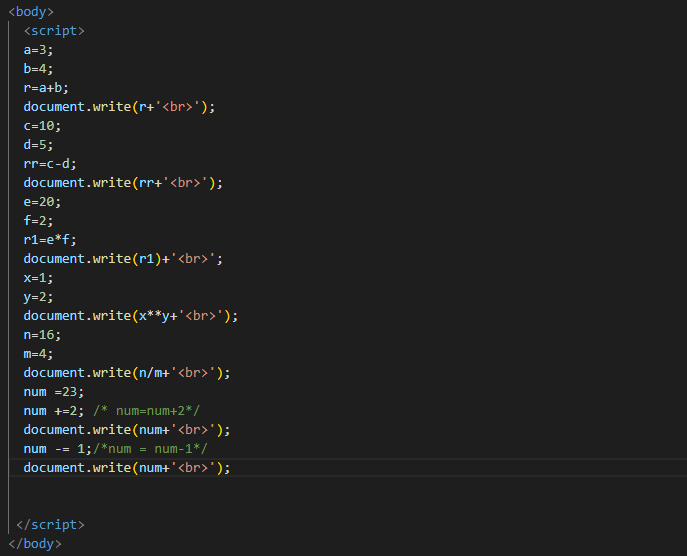 <body>
<script>
a=3;
b=4;
r=a+b;
document.write(r+'<br>');
c=10;
d=5;
rr=c-d;
document.write(rr+'<br>');
e=20;
f=2;
r1=e*f;
document.write(r1)+'<br>';
x=1;
y=2;
document.write(x**y+'<br>');
n=16;
m=4;
document.write(n/m+'<br>');
num =23;
num +=2; /* num=num+2*/
document.write(num+'<br>');
num -= 1;/*num = num-1*/
document.write(num+'<br>');
</script>
</body>